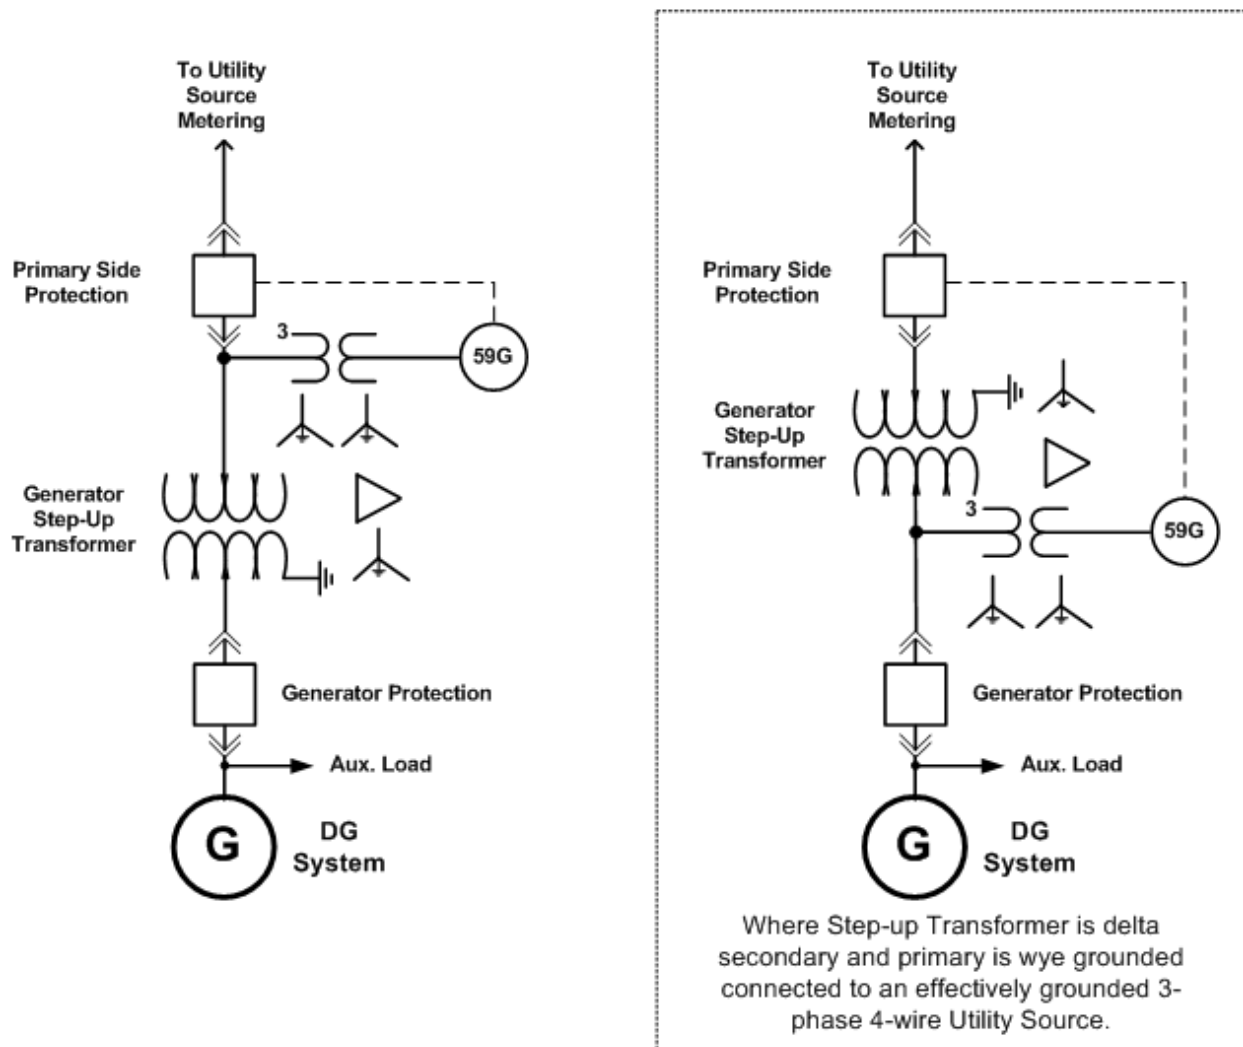 To Utility
Source
Metering
Primary Side
Protection
3
59G
Generator
Step-Up
Transformer
Generator Protection
Aux. Load
G
DG
System
To Utility
Source
Metering
Primary Side
Protection
Generator
Step-Up
Transformer
3
59G
Generator Protection
Aux. Load
G
DG
System
Where Step-up Transformer is delta
secondary and primary is wye grounded
connected to an effectively grounded 3-
phase 4-wire Utility Source.